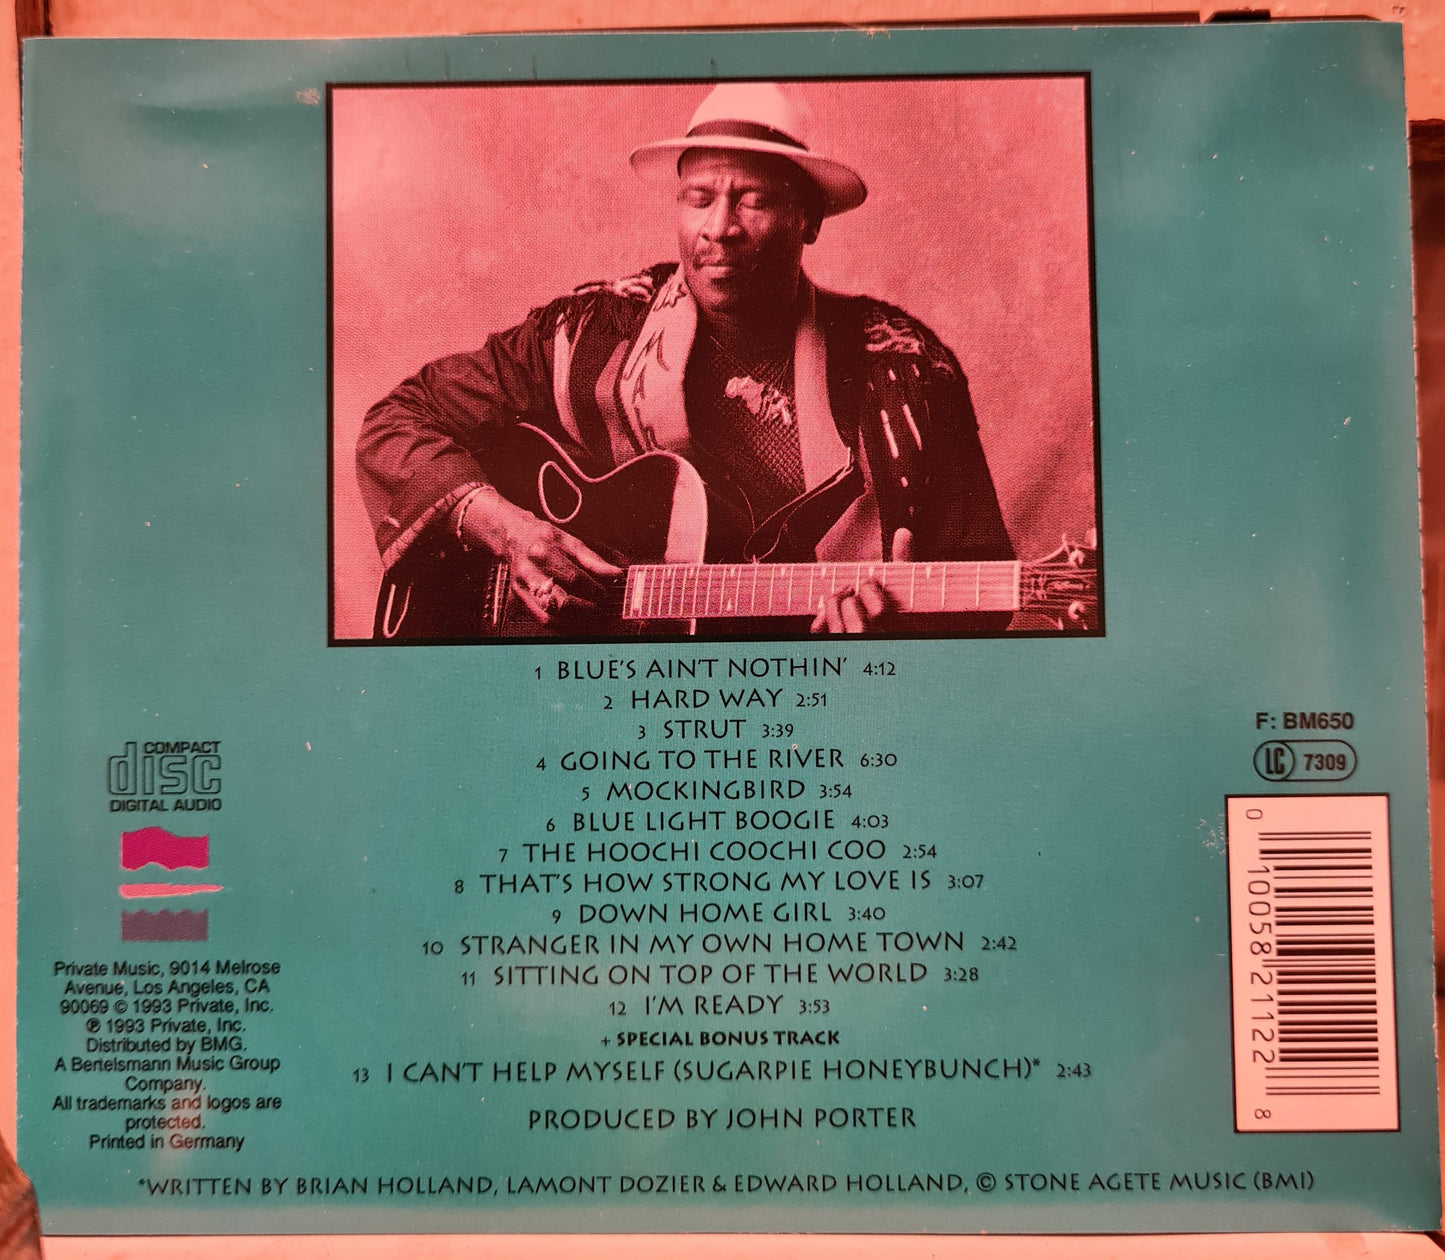 1 BLUE'S AIN'T NOTHIN' 4:12
2 HARD WAY 2:51
3 STRUT 3:39
4 GOING TO THE RIVER 6:30
5 MOCKINGBIRD 3:54
6 BLUE LIGHT BOOGIE 4:03
7 THE HOOCHI COOCHI COO 2:54
8 THAT'S HOW STRONG MY LOVE IS 3:07
9 DOWN HOME GIRL 3:40
10 STRANGER IN MY OWN HOME TOWN 2:42
11 SITTING ON TOP OF THE WORLD 3:28
12 I'M READY 3:53
+ SPECIAL BONUS TRACK
13 I CAN'T HELP MYSELF (SUGARPIE HONEYBUNCH)* 2:43
PRODUCED BY JOHN PORTER
COMPACT
disc
DIGITAL AUDIO
Private Music, 9014 Melrose
Avenue, Los Angeles, CA
90069 © 1993 Private, Inc.
℗ 1993 Private, Inc.
Distributed by BMG.
A Bertelsmann Music Group
Company.
All trademarks and logos are
protected.
Printed in Germany
F: BM650
LC 7309
0 10058 21122 8
*WRITTEN BY BRIAN HOLLAND, LAMONT DOZIER & EDWARD HOLLAND, © STONE AGETE MUSIC (BMI)